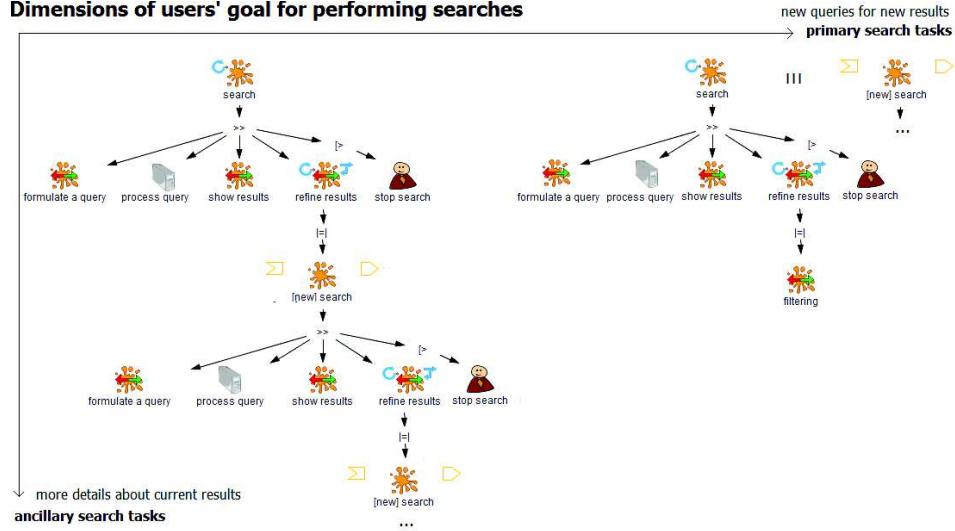 Dimensions of users' goal for performing searches
new queries for new results
primary search tasks
search
search
|||
[new] search
>>
>>
...
[>
[>
formulate a query process query show results refine results stop search
formulate a query process query show results refine results stop search
|=|
|=|
[new] search
filtering
>>
[>
formulate a query process query show results refine results stop search
|=|
[new] search
more details about current results
ancillary search tasks
...